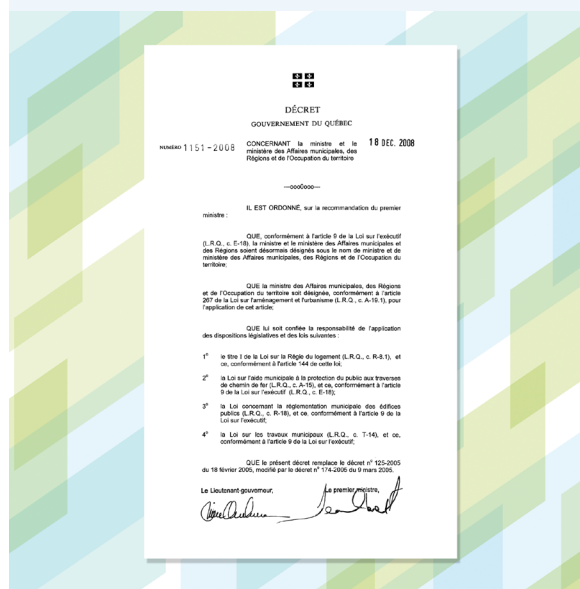 DÉCRET
GOUVERNEMENT DU QUÉBEC
NUMÉRO 1151-2008
CONCERNANT la ministre et le
ministère des Affaires municipales, des
Régions et de l'Occupation du territoire
18 DEC. 2008
—ooo0ooo—
IL EST ORDONNÉ, sur la recommandation du premier
ministre :
QUE, conformément à l'article 9 de la Loi sur l'exécutif
(L.R.Q., c. E-18), la ministre et le ministère des Affaires municipales et
des Régions soient désormais désignés sous le nom de ministre et de
ministère des Affaires municipales, des Régions et de l'Occupation du
territoire;
QUE la ministre des Affaires municipales, des Régions
et de l'Occupation du territoire soit désignée, conformément à l'article
267 de la Loi sur l'aménagement et l'urbanisme (L.R.Q., c. A-19.1), pour
l'application de cet article;
QUE lui soit confiée la responsabilité de l'application
des dispositions législatives et des lois suivantes :
1° le titre I de la Loi sur la Régie du logement (L.R.Q., c. R-8.1), et
ce, conformément à l'article 144 de cette loi;
2° la Loi sur l'aide municipale à la protection du public aux traverses
de chemin de fer (L.R.Q., c. A-15), et ce, conformément à l'article
9 de la Loi sur l'exécutif (L.R.Q., c. E-18);
3° la Loi concernant la réglementation municipale des édifices
publics (L.R.Q., c. R-18), et ce, conformément à l'article 9 de la
Loi sur l'exécutif;
4° la Loi sur les travaux municipaux (L.R.Q., c. T-14), et ce,
conformément à l'article 9 de la Loi sur l'exécutif;
QUE le présent décret remplace le décret n° 125-2005
du 18 février 2005, modifié par le décret n° 174-2005 du 9 mars 2005.
Le Lieutenant-gouverneur,
Le premier ministre,